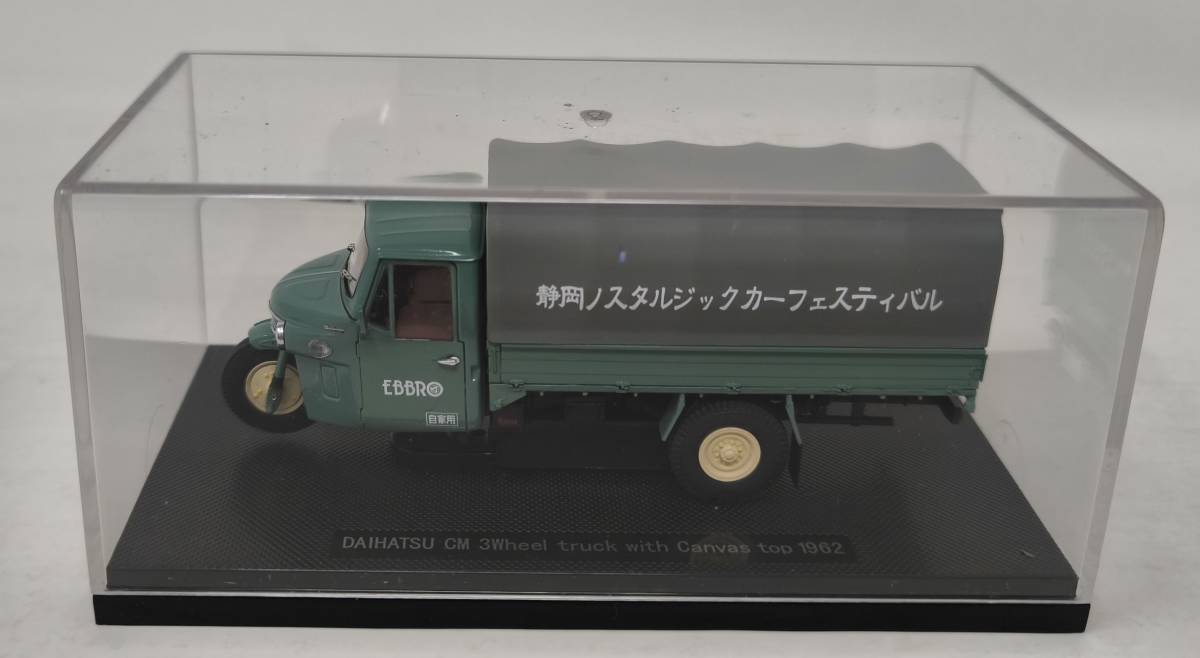 静岡ノスタルジックカーフェスティバル
EBBRO
自家用
DAIHATSU CM 3Wheel truck with Canvas top 1962